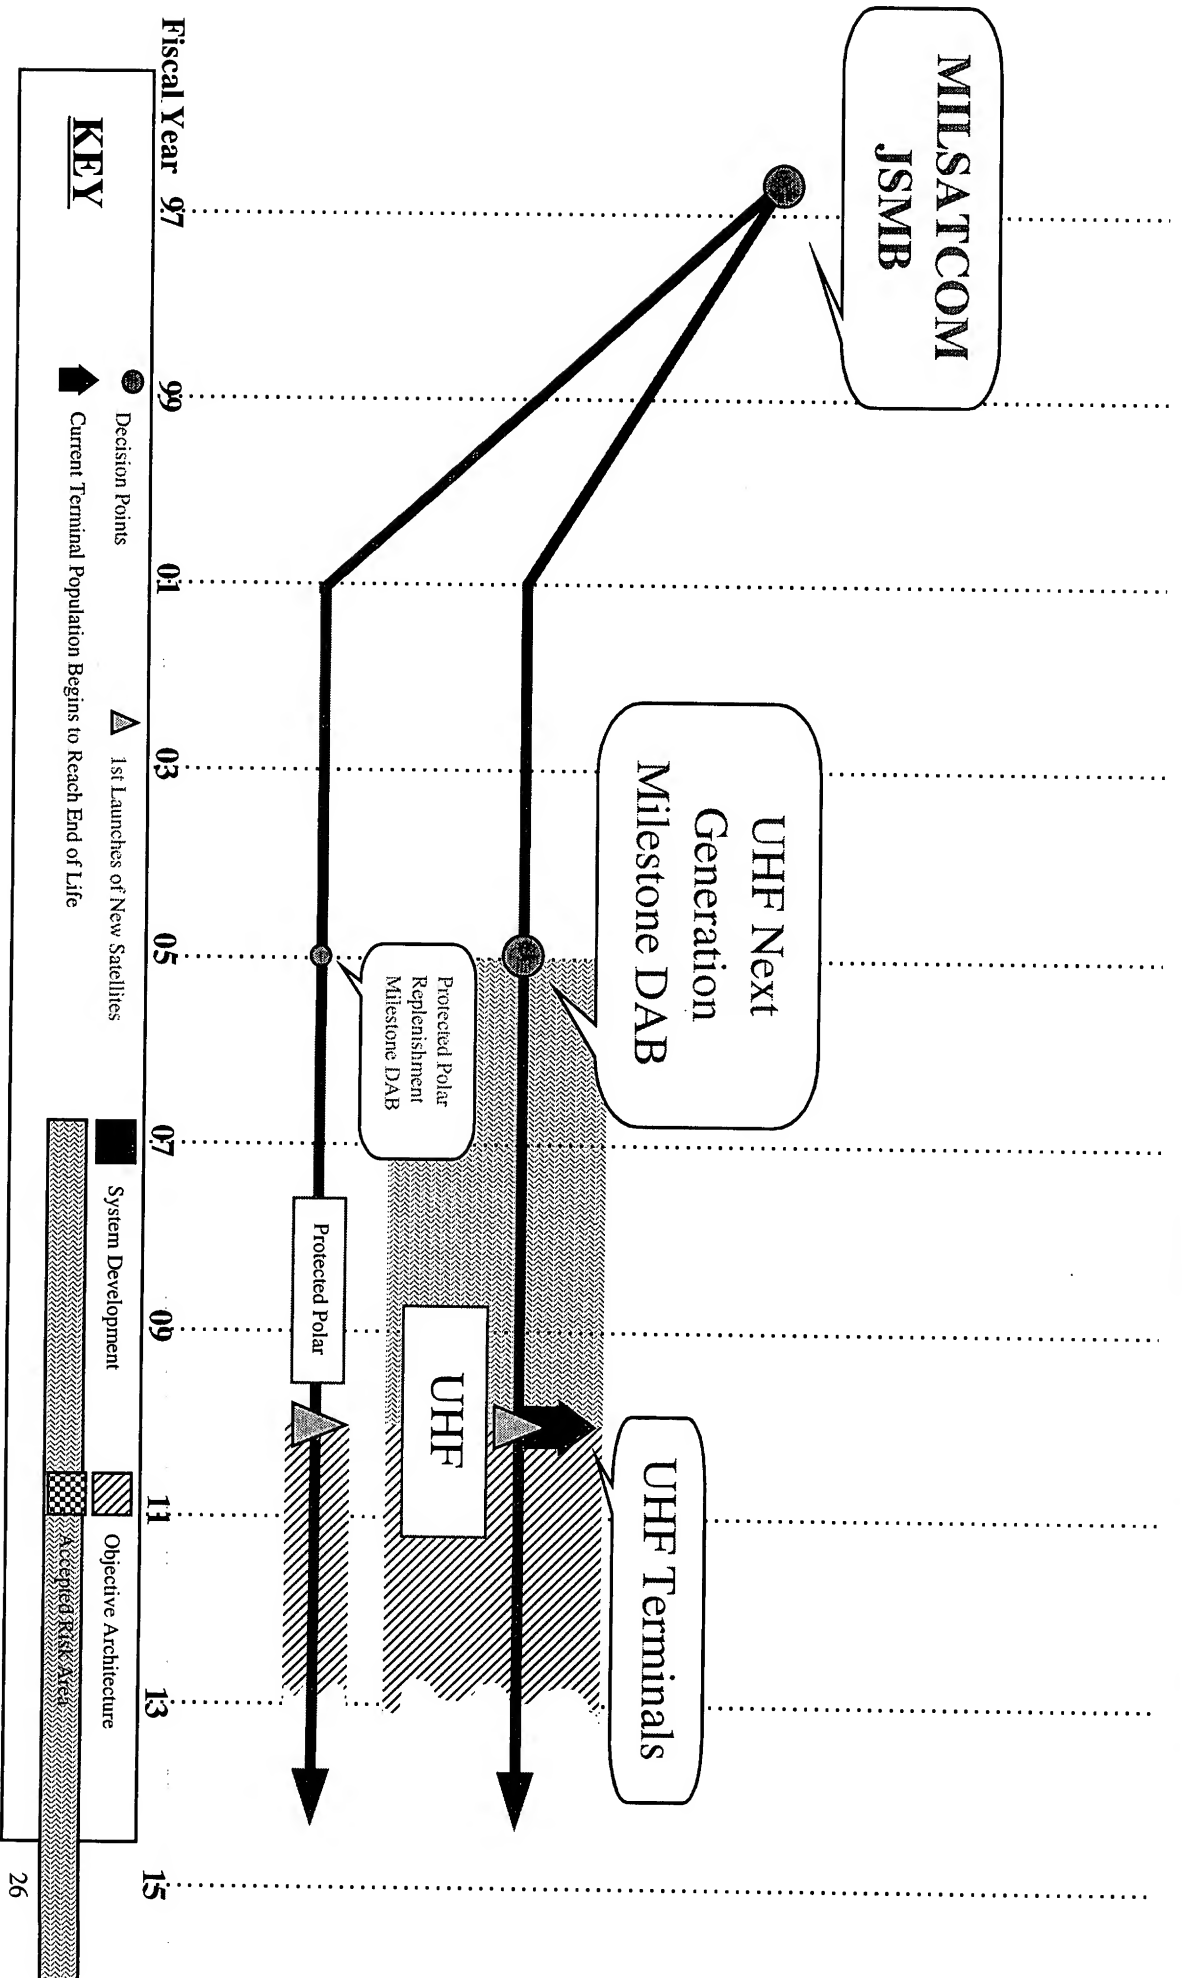 MILSATCOM
JSMB
UHF Next
Generation
Milestone DAB
UHF Terminals
Protected Polar
Replenishment
Milestone DAB
UHF
Protected Polar
Fiscal Year 97 99 01 03 05 07 09 11 13 15
KEY
Decision Points
1st Launches of New Satellites
System Development
Objective Architecture
Current Terminal Population Begins to Reach End of Life
Accepted Risk Area
26